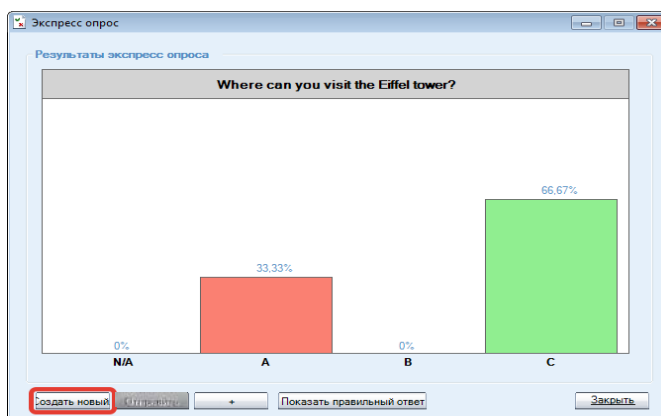 Экспресс опрос
Результаты экспресс опроса
Where can you visit the Eiffel tower?
66,67%
33,33%
0%
0%
N/A A B C
Создать новый + Показать правильный ответ Закрыть